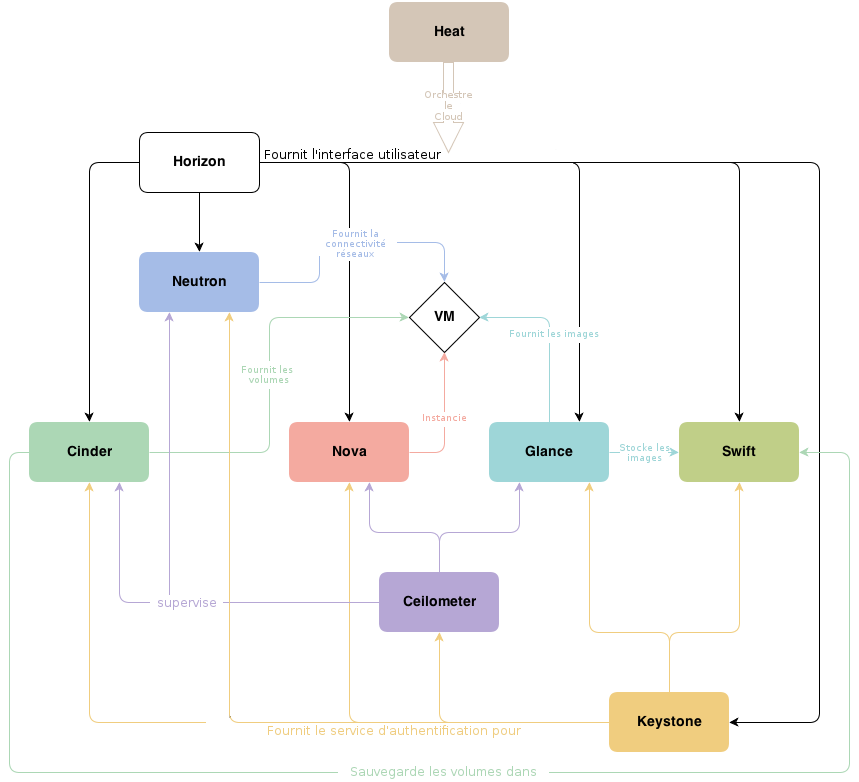 Heat
Orchestre
le
Cloud
Fournit l'interface utilisateur
Horizon
Fournit la
connectivité
réseaux
Neutron
VM
Fournit les images
Fournit les
volumes
Instancie
Cinder
Nova
Glance
Stocke les
images
Swift
Ceilometer
supervise
Keystone
Fournit le service d'authentification pour
Sauvegarde les volumes dans